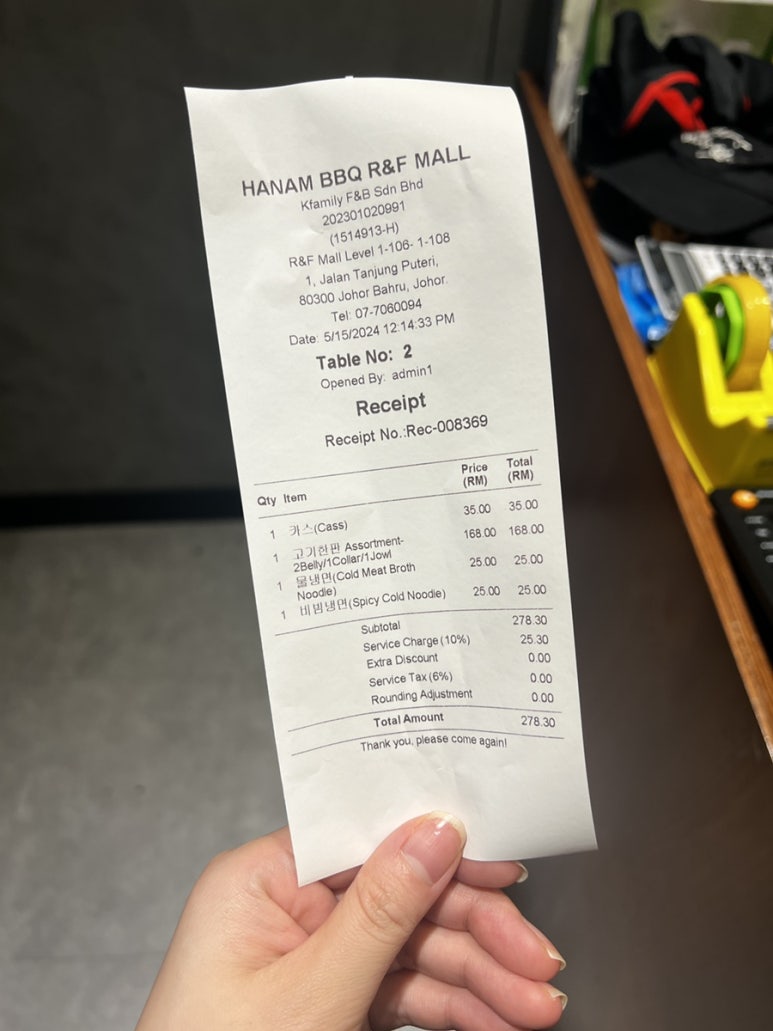 HANAM BBQ R&F MALL
Kfamily F&B Sdn Bhd
202301020991
(1514913-H)
R&F Mall Level 1-106- 1-108
1, Jalan Tanjung Puteri,
80300 Johor Bahru, Johor.
Tel: 07-7060094
Date: 5/15/2024 12:14:33 PM
Table No: 2
Opened By: admin1
Receipt
Receipt No.:Rec-008369
Qty Item Price (RM) Total (RM)
1 카스(Cass) 35.00 35.00
1 고기한판 Assortment- 168.00 168.00
2Belly/1Collar/1Jowl
1 물냉면(Cold Meat Broth 25.00 25.00
Noodle)
1 비빔냉면(Spicy Cold Noodle) 25.00 25.00
Subtotal 278.30
Service Charge (10%) 25.30
Extra Discount 0.00
Service Tax (6%) 0.00
Rounding Adjustment 0.00
Total Amount 278.30
Thank you, please come again!